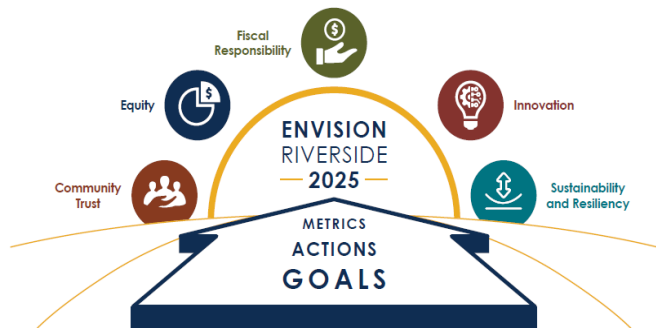 Fiscal
Responsibility
$
Equity
$
Innovation
ENVISION
RIVERSIDE
2025
Community
Trust
Sustainability
and Resiliency
METRICS
ACTIONS
GOALS